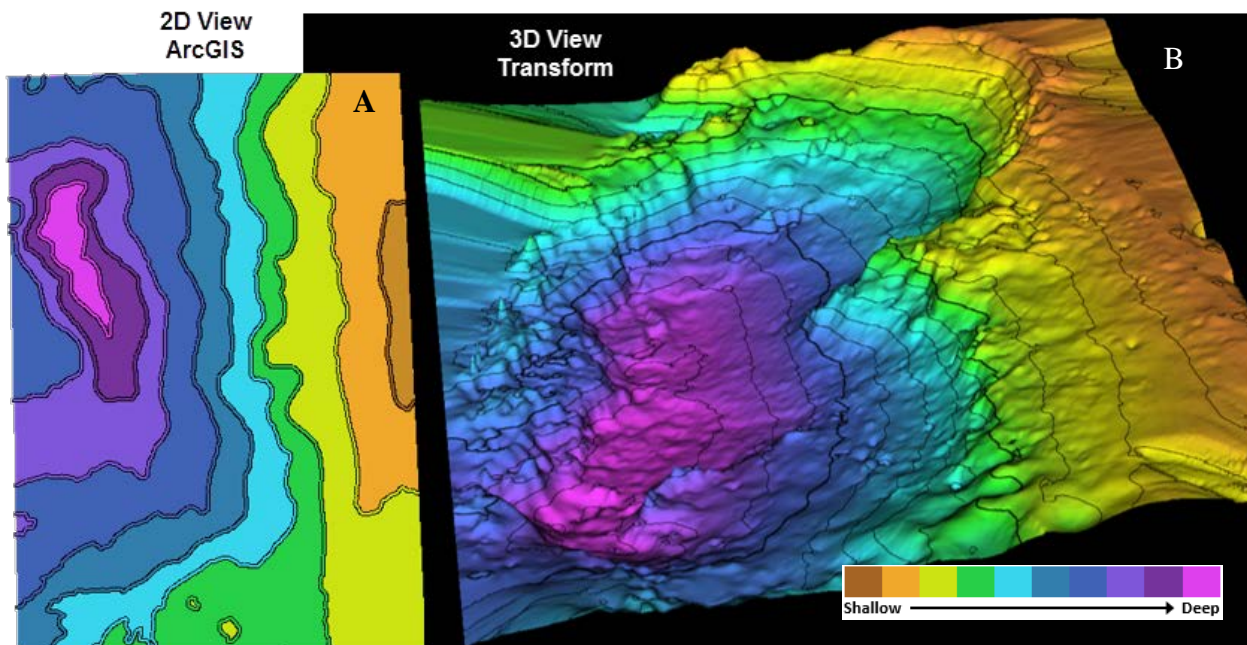 2D View
ArcGIS
A
3D View
Transform
B
Shallow
Deep